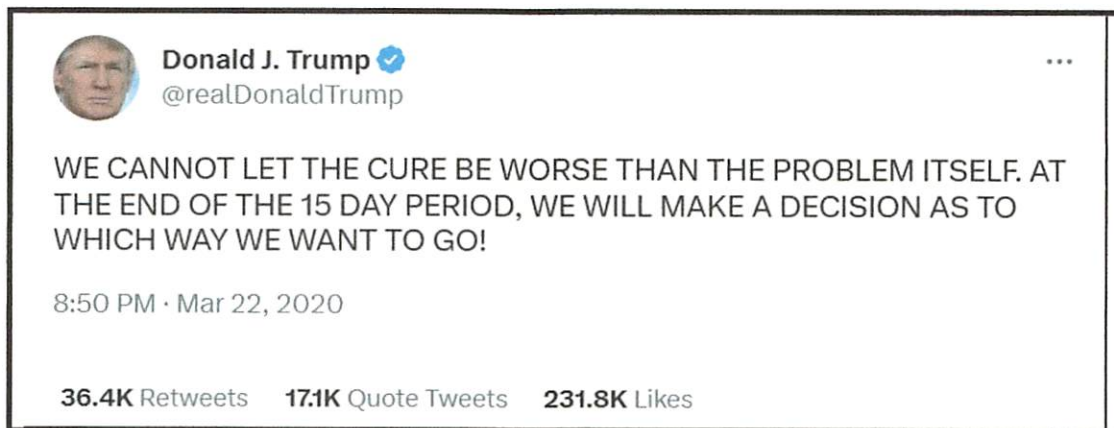 Donald J. Trump
@realDonaldTrump
WE CANNOT LET THE CURE BE WORSE THAN THE PROBLEM ITSELF. AT
THE END OF THE 15 DAY PERIOD, WE WILL MAKE A DECISION AS TO
WHICH WAY WE WANT TO GO!
8:50 PM · Mar 22, 2020
36.4K Retweets 17.1K Quote Tweets 231.8K Likes